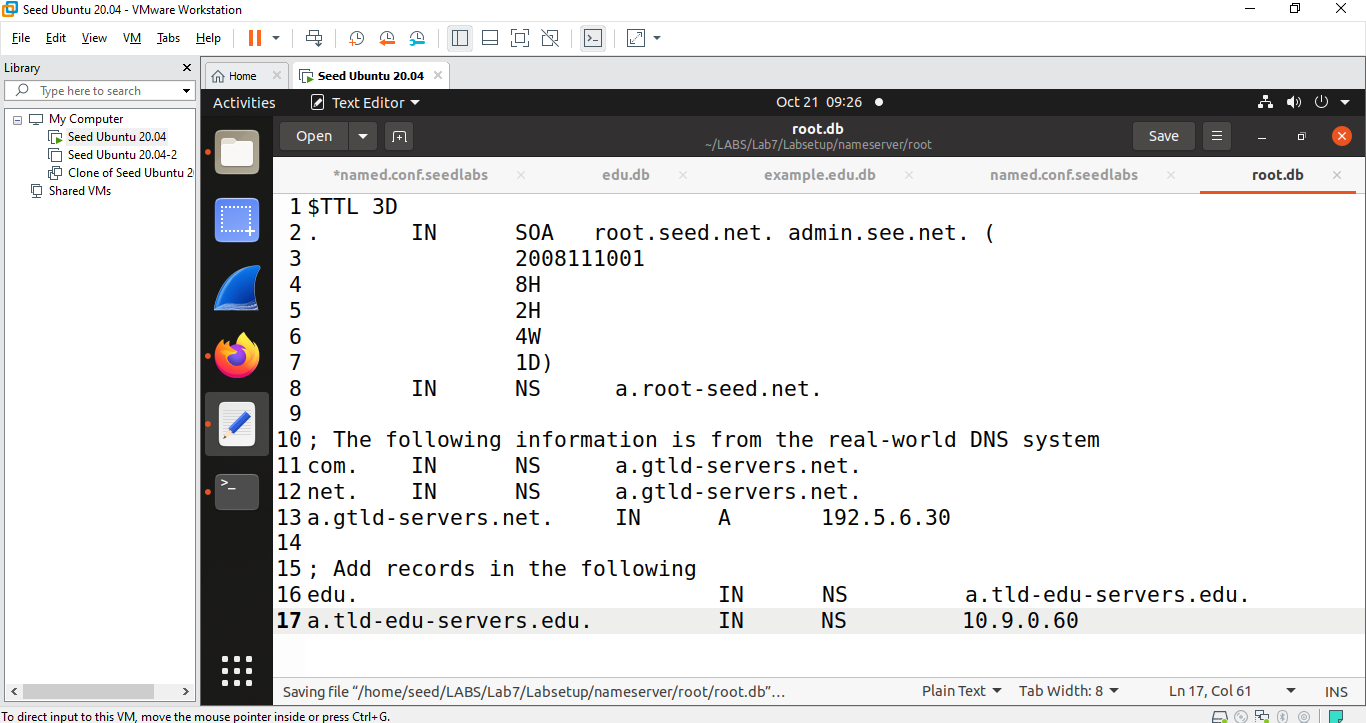 Seed Ubuntu 20.04 - VMware Workstation
File Edit View VM Tabs Help
Library
Type here to search
My Computer
Seed Ubuntu 20.04
Seed Ubuntu 20.04-2
Clone of Seed Ubuntu 2
Shared VMs
Home
Seed Ubuntu 20.04
Activities Text Editor Oct 21 09:26
Open
root.db
~/LABS/Lab7/Labsetup/nameserver/root
Save
*named.conf.seedlabs edu.db example.edu.db named.conf.seedlabs root.db
1 $TTL 3D
2 . IN SOA root.seed.net. admin.see.net. (
3 2008111001
4 8H
5 2H
6 4W
7 1D)
8 IN NS a.root-seed.net.
9
10 ; The following information is from the real-world DNS system
11 com. IN NS a.gtld-servers.net.
12 net. IN NS a.gtld-servers.net.
13 a.gtld-servers.net. IN A 192.5.6.30
14
15 ; Add records in the following
16 edu. IN NS a.tld-edu-servers.edu.
17 a.tld-edu-servers.edu. IN NS 10.9.0.60
Saving file “/home/seed/LABS/Lab7/Labsetup/nameserver/root/root.db”… Plain Text Tab Width: 8 Ln 17, Col 61 INS
To direct input to this VM, move the mouse pointer inside or press Ctrl+G.